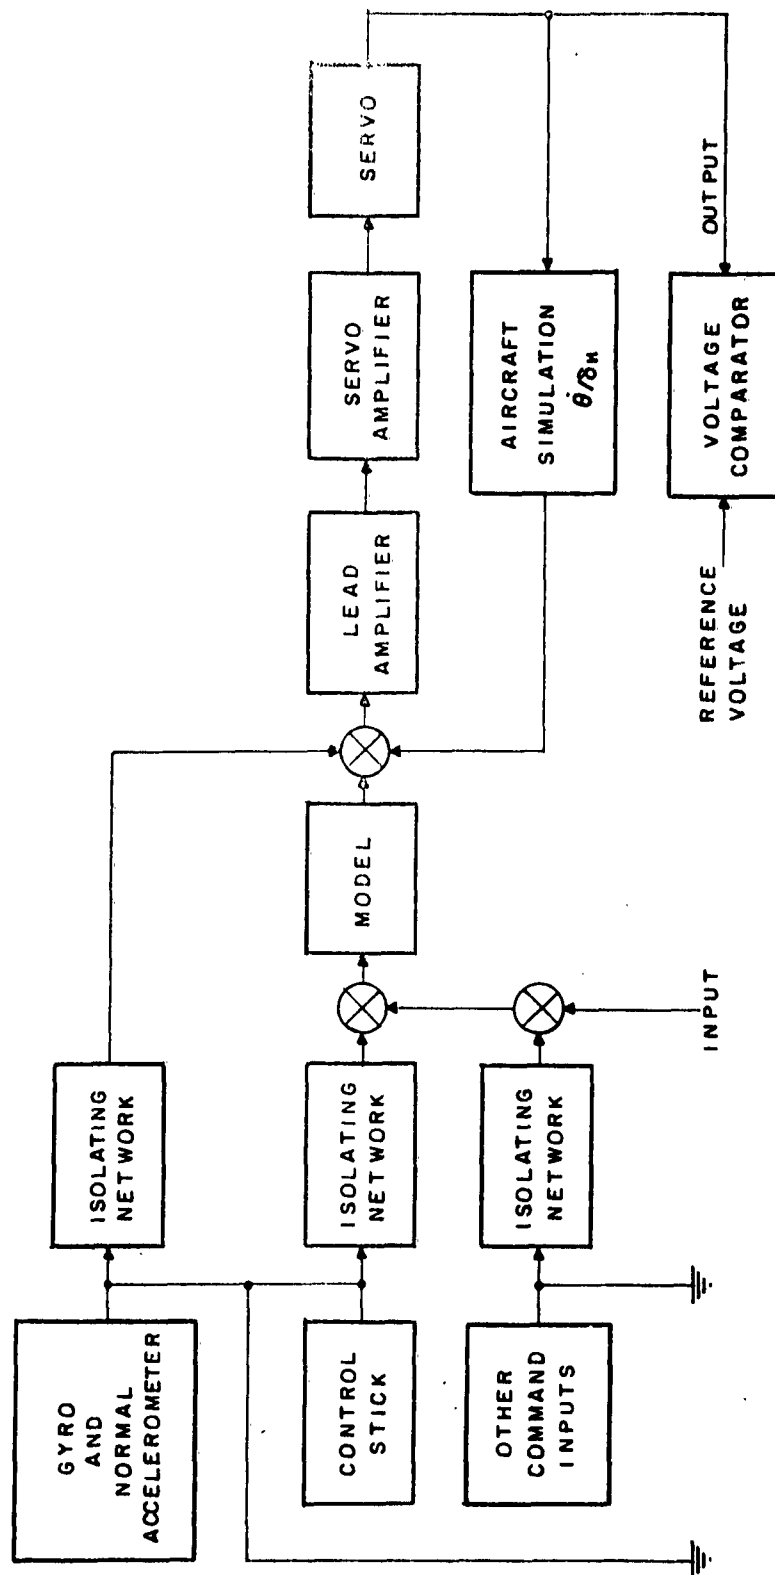 GYRO
AND
NORMAL
ACCELEROMETER
ISOLATING
NETWORK
CONTROL
STICK
ISOLATING
NETWORK
MODEL
LEAD
AMPLIFIER
SERVO
AMPLIFIER
SERVO
OTHER
COMMAND
INPUTS
ISOLATING
NETWORK
INPUT
AIRCRAFT
SIMULATION
θ̇/δH
REFERENCE
VOLTAGE
VOLTAGE
COMPARATOR
OUTPUT